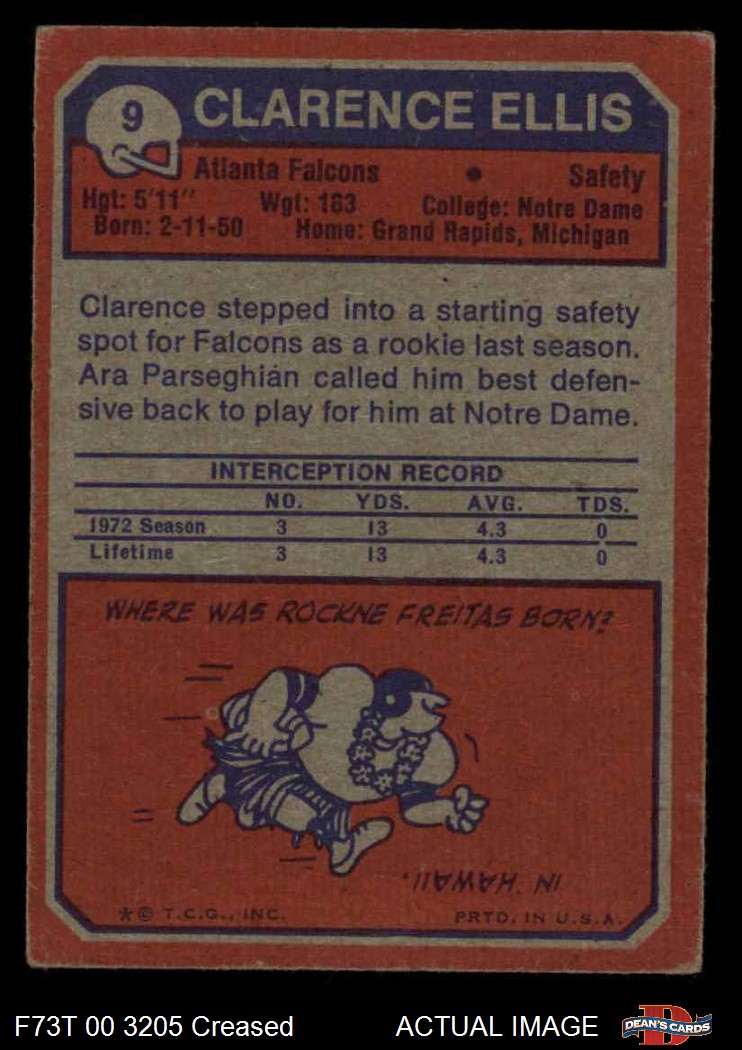 9
CLARENCE ELLIS
Atlanta Falcons • Safety
Hgt: 5'11" Wgt: 183 College: Notre Dame
Born: 2-11-50 Home: Grand Rapids, Michigan
Clarence stepped into a starting safety
spot for Falcons as a rookie last season.
Ara Parseghian called him best defen-
sive back to play for him at Notre Dame.
INTERCEPTION RECORD
NO. YDS. AVG. TDS.
1972 Season 3 13 4.3 0
Lifetime 3 13 4.3 0
WHERE WAS ROCKNE FREITAS BORN?
IN HAWAII.
*© T.C.G., INC. PRTD. IN U.S.A.
F73T 00 3205 Creased ACTUAL IMAGE
D
DEAN'S CARDS